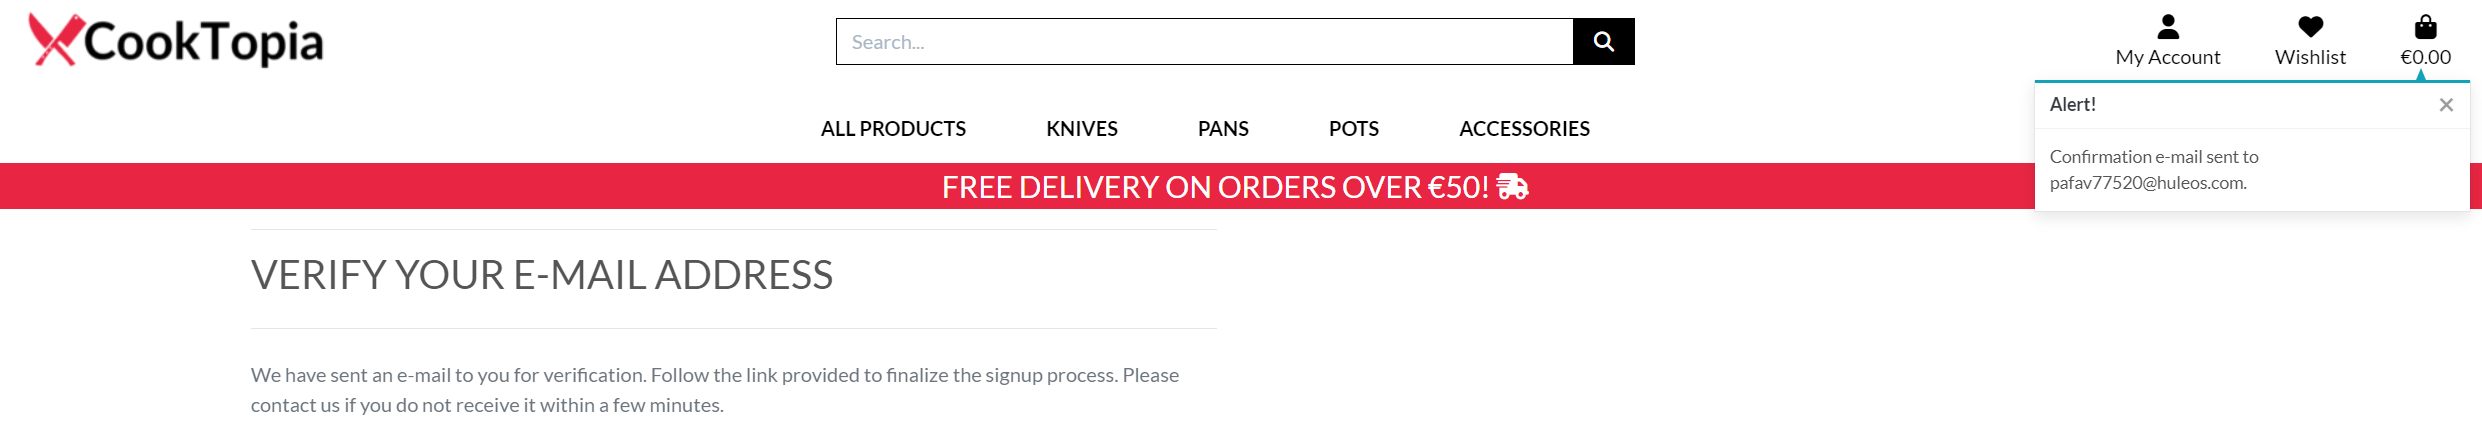 CookTopia
Search...
My Account
Wishlist
€0.00
ALL PRODUCTS
KNIVES
PANS
POTS
ACCESSORIES
Alert!
×
Confirmation e-mail sent to
pafav77520@huleos.com.
FREE DELIVERY ON ORDERS OVER €50!
VERIFY YOUR E-MAIL ADDRESS
We have sent an e-mail to you for verification. Follow the link provided to finalize the signup process. Please
contact us if you do not receive it within a few minutes.